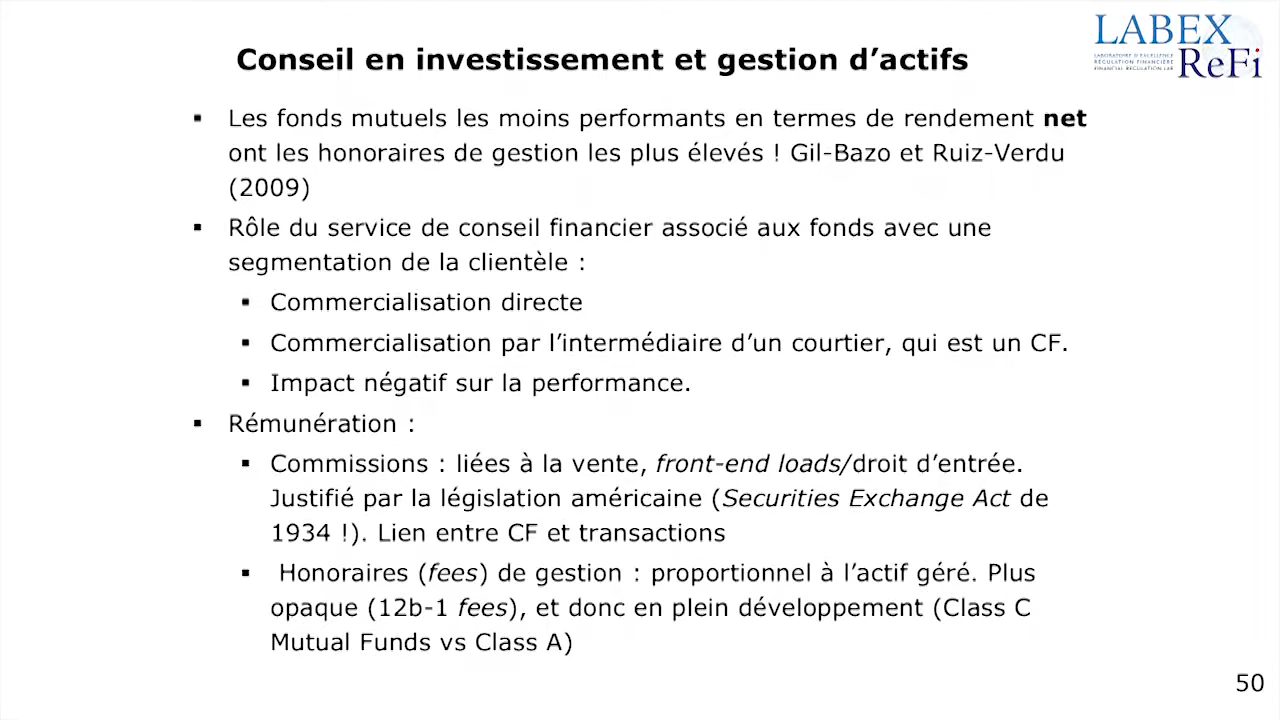 LABEX
LABORATOIRE D'EXCELLENCE
RÉGULATION FINANCIÈRE
FINANCIAL REGULATION LAB
ReFi
Conseil en investissement et gestion d’actifs
▪ Les fonds mutuels les moins performants en termes de rendement net
ont les honoraires de gestion les plus élevés ! Gil-Bazo et Ruiz-Verdu
(2009)
▪ Rôle du service de conseil financier associé aux fonds avec une
segmentation de la clientèle :
▪ Commercialisation directe
▪ Commercialisation par l’intermédiaire d’un courtier, qui est un CF.
▪ Impact négatif sur la performance.
▪ Rémunération :
▪ Commissions : liées à la vente, front-end loads/droit d’entrée.
Justifié par la législation américaine (Securities Exchange Act de
1934 !). Lien entre CF et transactions
▪ Honoraires (fees) de gestion : proportionnel à l’actif géré. Plus
opaque (12b-1 fees), et donc en plein développement (Class C
Mutual Funds vs Class A)
50